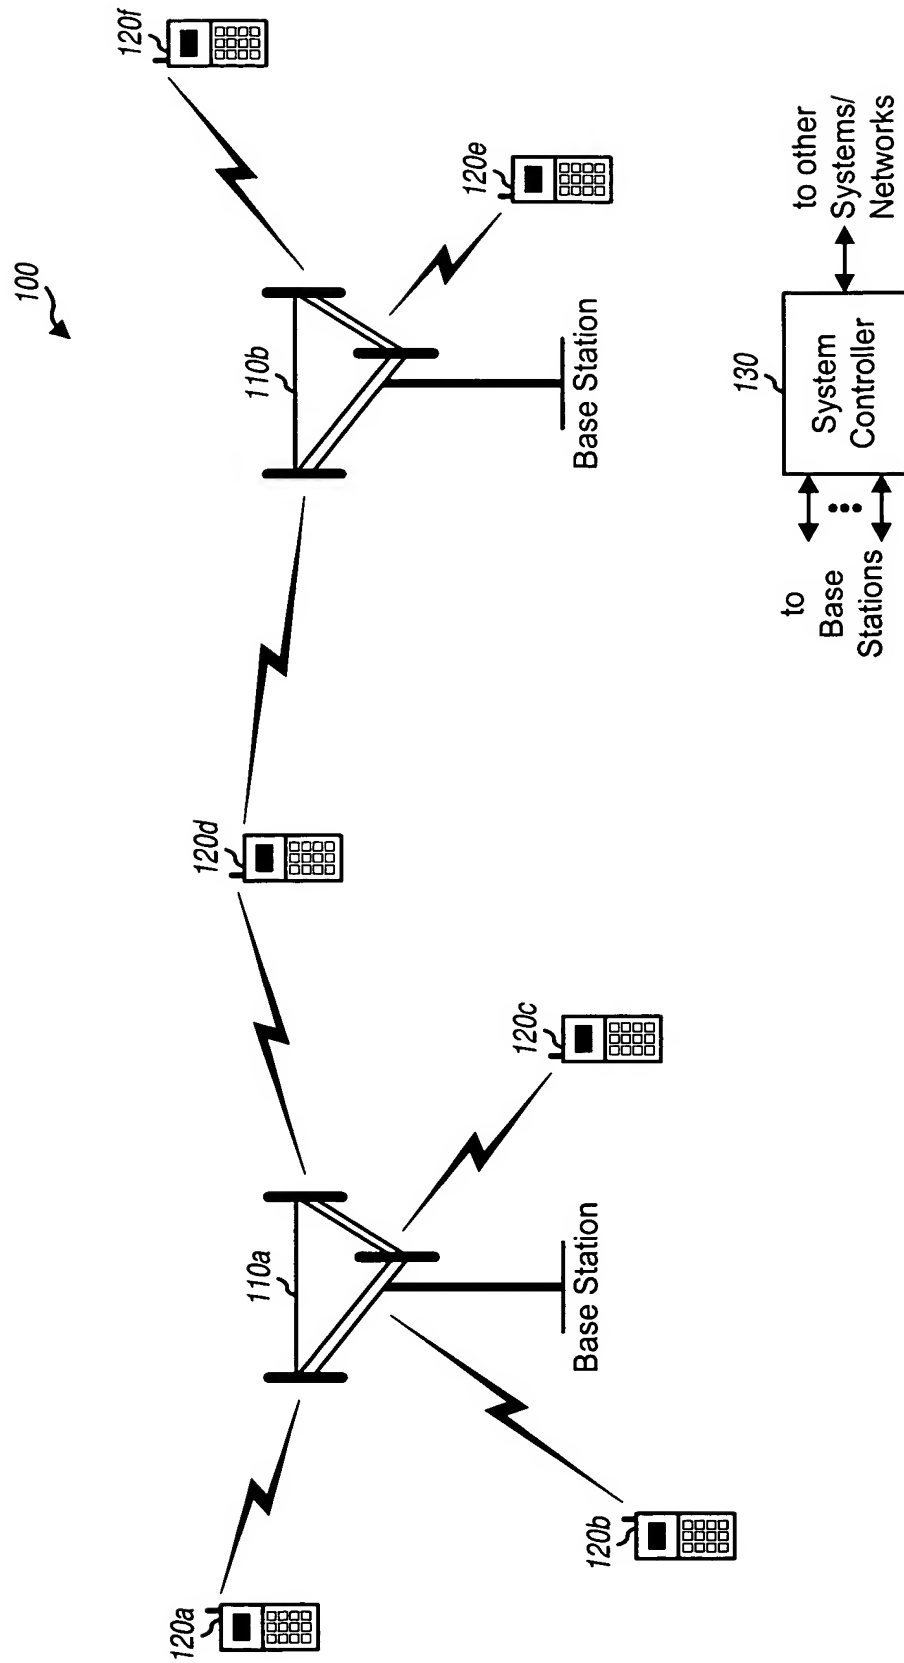 100
120f
120e
110b
Base Station
120d
120c
110a
Base Station
120b
120a
130
System
Controller
to other
Systems/
Networks
to
Base
Stations